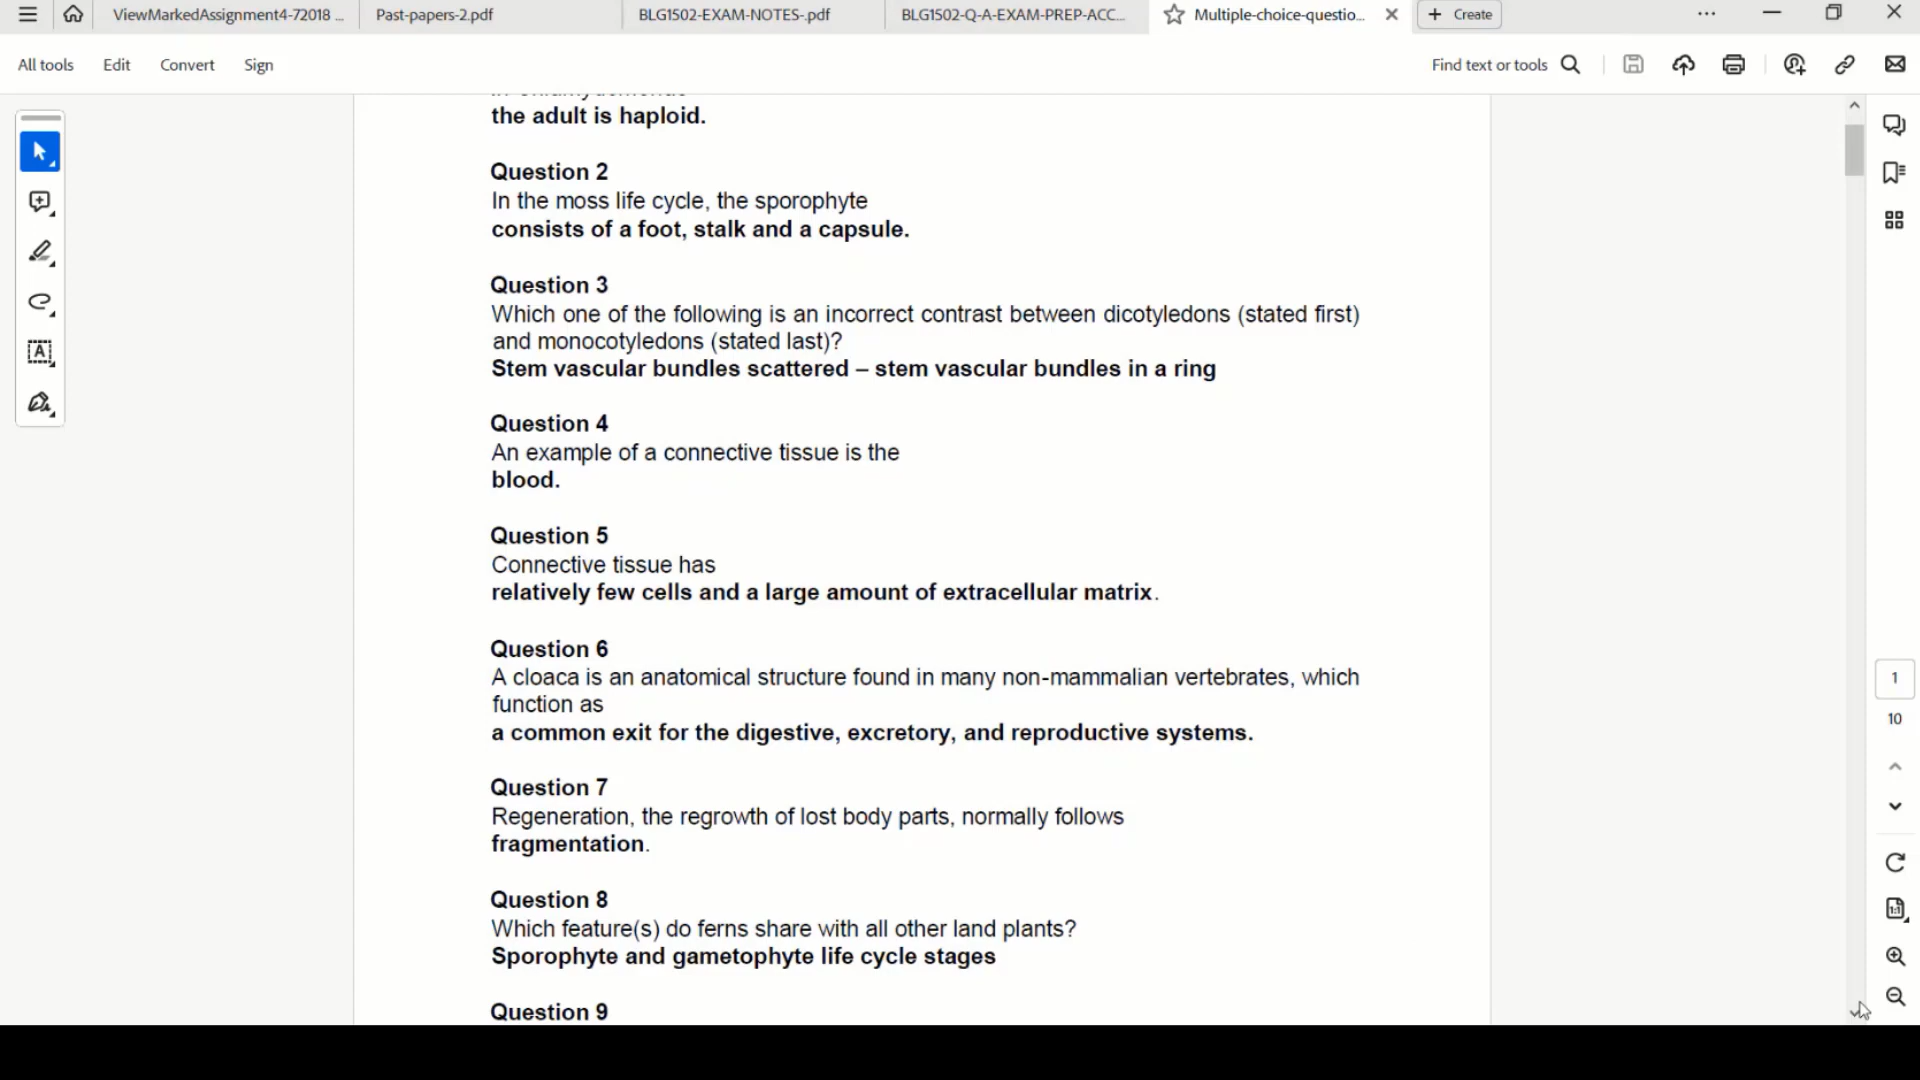 ViewMarkedAssignment4-72018 ...
Past-papers-2.pdf
BLG1502-EXAM-NOTES-.pdf
BLG1502-Q-A-EXAM-PREP-ACC...
Multiple-choice-questio...
+ Create
All tools
Edit
Convert
Sign
Find text or tools
the adult is haploid.
Question 2
In the moss life cycle, the sporophyte
consists of a foot, stalk and a capsule.
Question 3
Which one of the following is an incorrect contrast between dicotyledons (stated first)
and monocotyledons (stated last)?
Stem vascular bundles scattered – stem vascular bundles in a ring
Question 4
An example of a connective tissue is the
blood.
Question 5
Connective tissue has
relatively few cells and a large amount of extracellular matrix.
Question 6
A cloaca is an anatomical structure found in many non-mammalian vertebrates, which
function as
a common exit for the digestive, excretory, and reproductive systems.
Question 7
Regeneration, the regrowth of lost body parts, normally follows
fragmentation.
Question 8
Which feature(s) do ferns share with all other land plants?
Sporophyte and gametophyte life cycle stages
Question 9
1
10